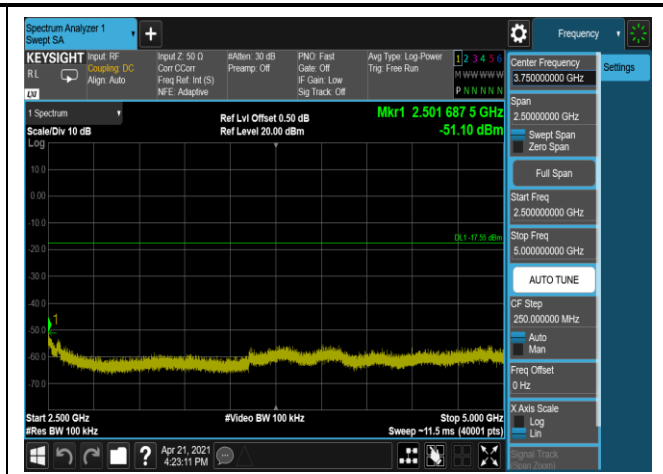 Spectrum Analyzer 1
Swept SA
+
Frequency
KEYSIGHT
RL
LXI
Input: RF
Coupling: DC
Align: Auto
Input Z: 50 Ω
Corr CCorr
Freq Ref: Int (S)
NFE: Adaptive
#Atten: 30 dB
Preamp: Off
PNO: Fast
Gate: Off
IF Gain: Low
Sig Track: Off
Avg Type: Log-Power
Trig: Free Run
1 2 3 4 5 6
M W W W W W
P N N N N N
Center Frequency
3.750000000 GHz
Settings
Span
2.50000000 GHz
Swept Span
Zero Span
Full Span
Start Freq
2.500000000 GHz
Stop Freq
5.000000000 GHz
AUTO TUNE
CF Step
250.000000 MHz
Auto
Man
Freq Offset
0 Hz
X Axis Scale
Log
Lin
Signal Track
(Span Zoom)
1 Spectrum
Scale/Div 10 dB
Log
Ref Lvl Offset 0.50 dB
Ref Level 20.00 dBm
Mkr1 2.501 687 5 GHz
-51.10 dBm
10.0
0.00
-10.0
-20.0
-30.0
-40.0
-50.0
-60.0
-70.0
DL1 -17.55 dBm
1
Start 2.500 GHz
#Res BW 100 kHz
#Video BW 100 kHz
Stop 5.000 GHz
Sweep ~11.5 ms (40001 pts)
?
Apr 21, 2021
4:23:11 PM